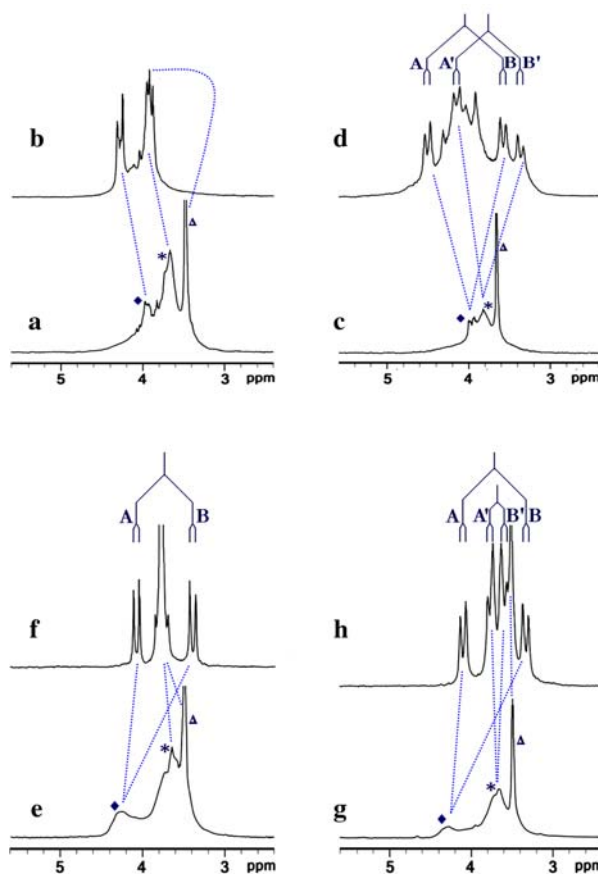 A A' B B'
b
d
Δ
Δ
*
*
◆
◆
a
c
5 4 3 ppm
5 4 3 ppm
A B
A A' B' B
f
h
Δ
Δ
*
*
◆
◆
e
g
5 4 3 ppm
5 4 3 ppm